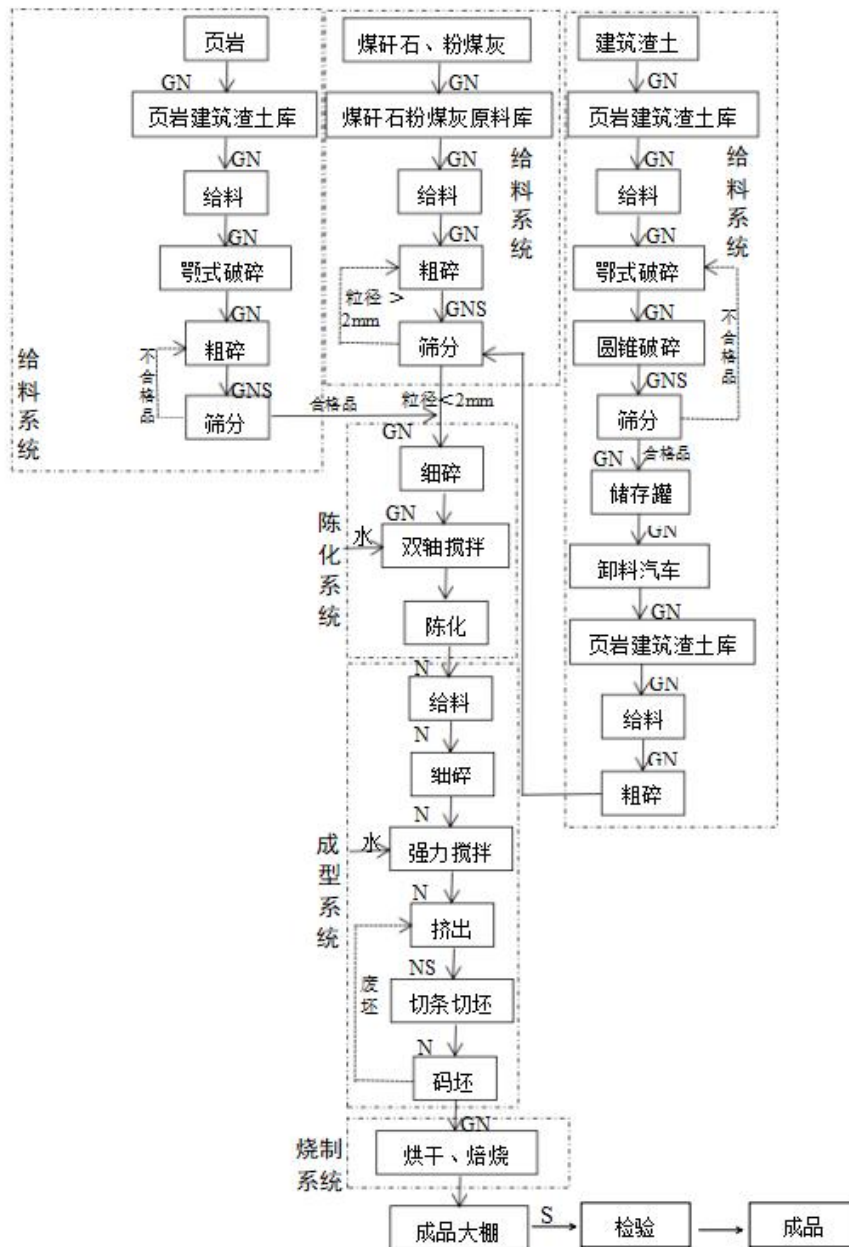 页岩
煤矸石、粉煤灰
建筑渣土
GN
GN
GN
页岩建筑渣土库
煤矸石粉煤灰原料库
页岩建筑渣土库
GN
GN
GN
给料系统
给料系统
给料
给料
给料
GN
GN
GN
颚式破碎
粗碎
鄂式破碎
粒径>
2mm
GN
GNS
GN
不合格品
给料系统
不合格品
粗碎
筛分
圆锥破碎
GNS
GNS
筛分
合格品
粒径<2mm
筛分
GN
GN
合格品
细碎
储存罐
GN
GN
陈化系统
水
双轴搅拌
卸料汽车
GN
陈化
页岩建筑渣土库
N
GN
给料
给料
N
GN
细碎
粗碎
N
成型系统
水
强力搅拌
N
挤出
NS
废坯
切条切坯
N
码坯
GN
烧制系统
烘干、焙烧
成品大棚
S
检验
成品